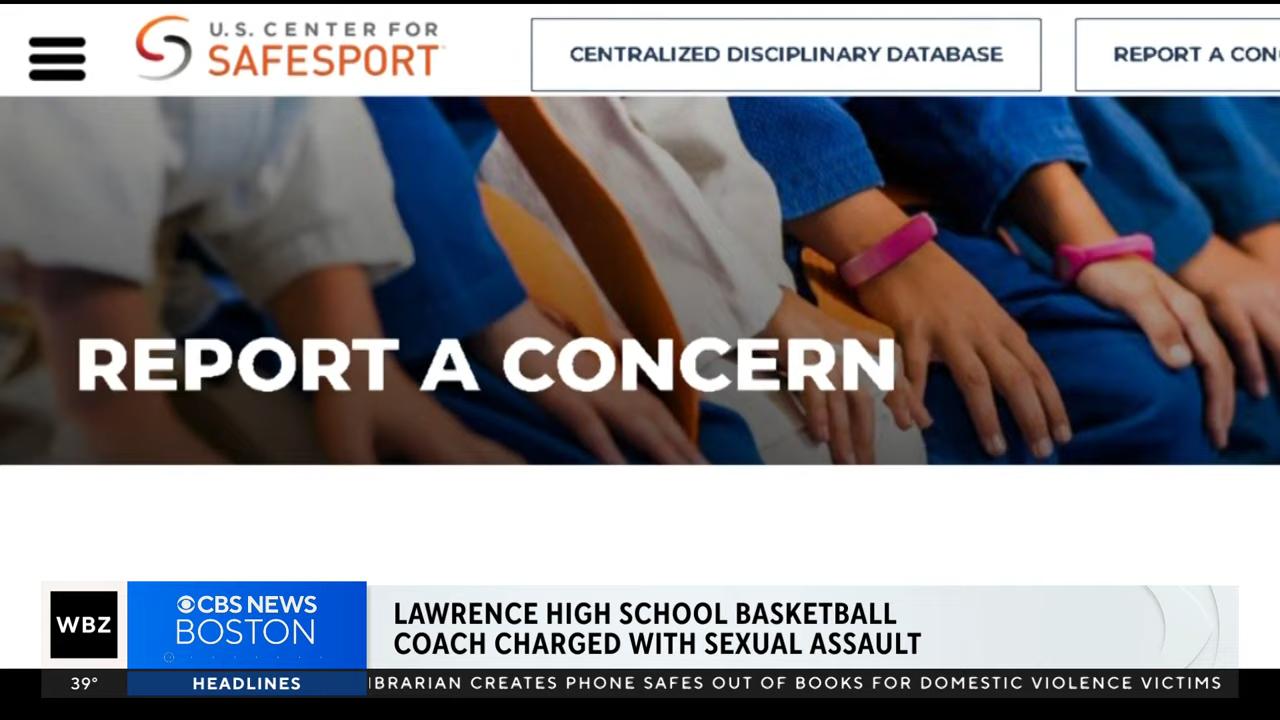 U.S. CENTER FOR
SAFESPORT
CENTRALIZED DISCIPLINARY DATABASE
REPORT A CON
REPORT A CONCERN
WBZ
CBS NEWS
BOSTON
LAWRENCE HIGH SCHOOL BASKETBALL
COACH CHARGED WITH SEXUAL ASSAULT
39°
HEADLINES
IBRARIAN CREATES PHONE SAFES OUT OF BOOKS FOR DOMESTIC VIOLENCE VICTIMS